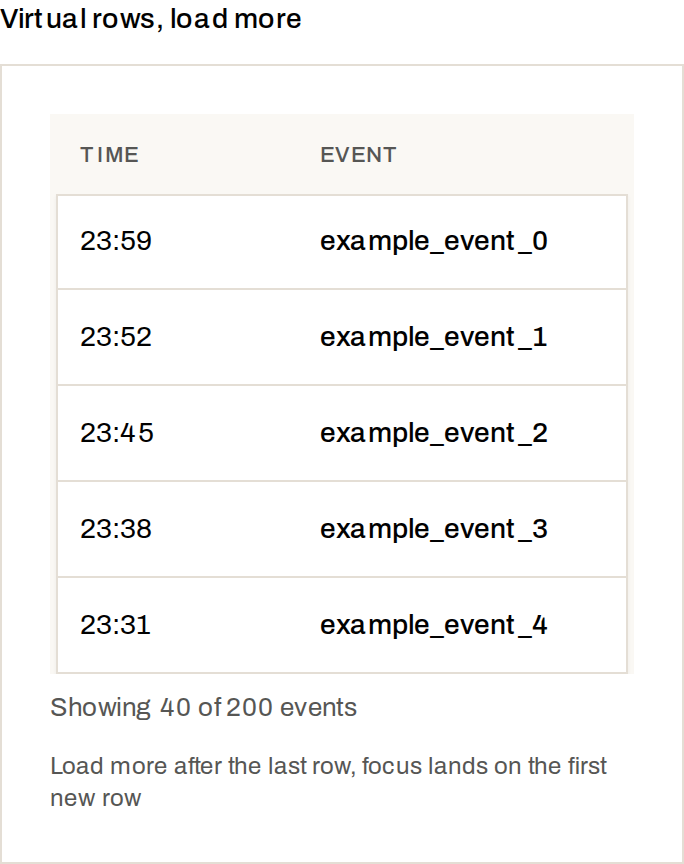 Virtual rows, load more
TIME EVENT
23:59 example_event_0
23:52 example_event_1
23:45 example_event_2
23:38 example_event_3
23:31 example_event_4
Showing 40 of 200 events
Load more after the last row, focus lands on the first
new row